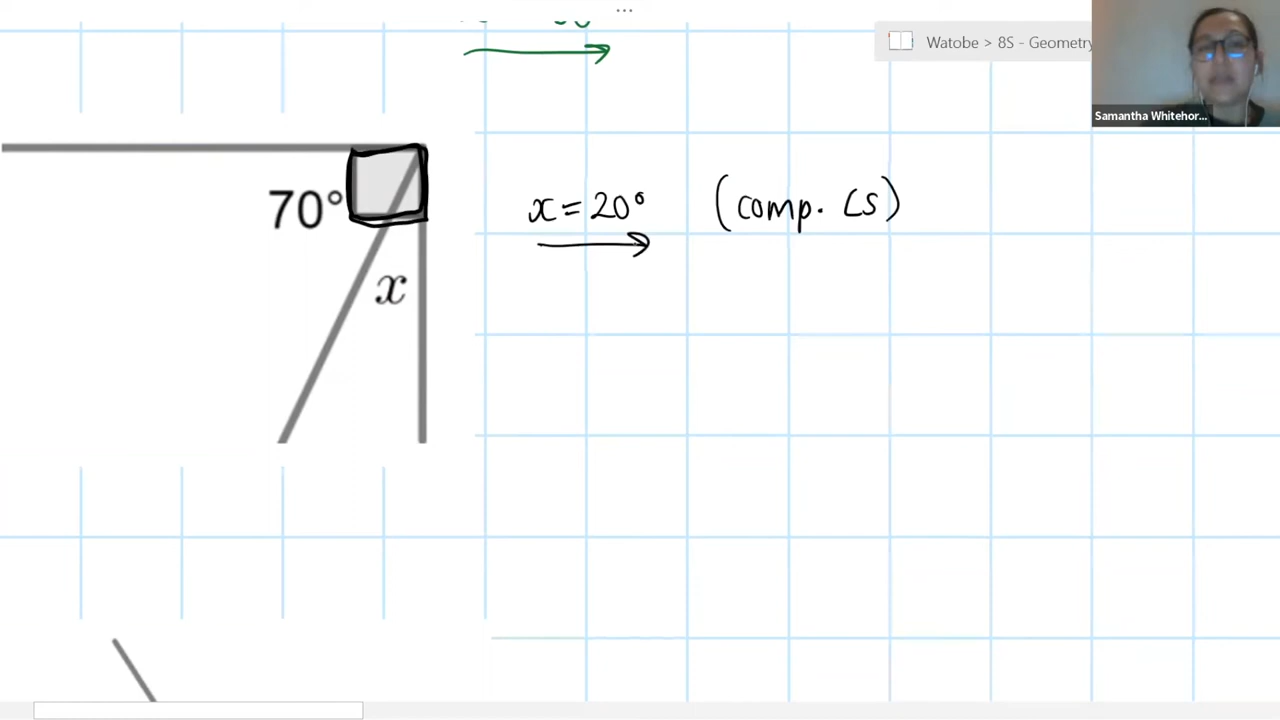 Watobe > 8S - Geometry
Samantha Whitehor...
70°
x = 20° (comp. ∠S)
x